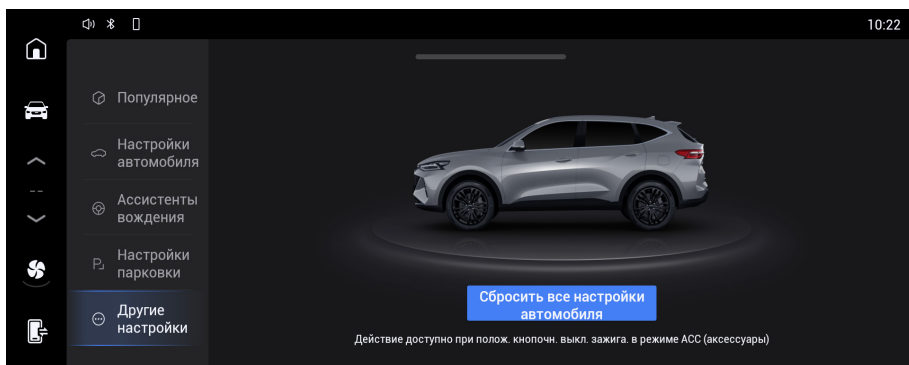 10:22
Популярное
Настройки
автомобиля
Ассистенты
вождения
Настройки
парковки
Другие
настройки
--
Сбросить все настройки
автомобиля
Действие доступно при полож. кнопочн. выкл. зажига. в режиме ACC (аксессуары)